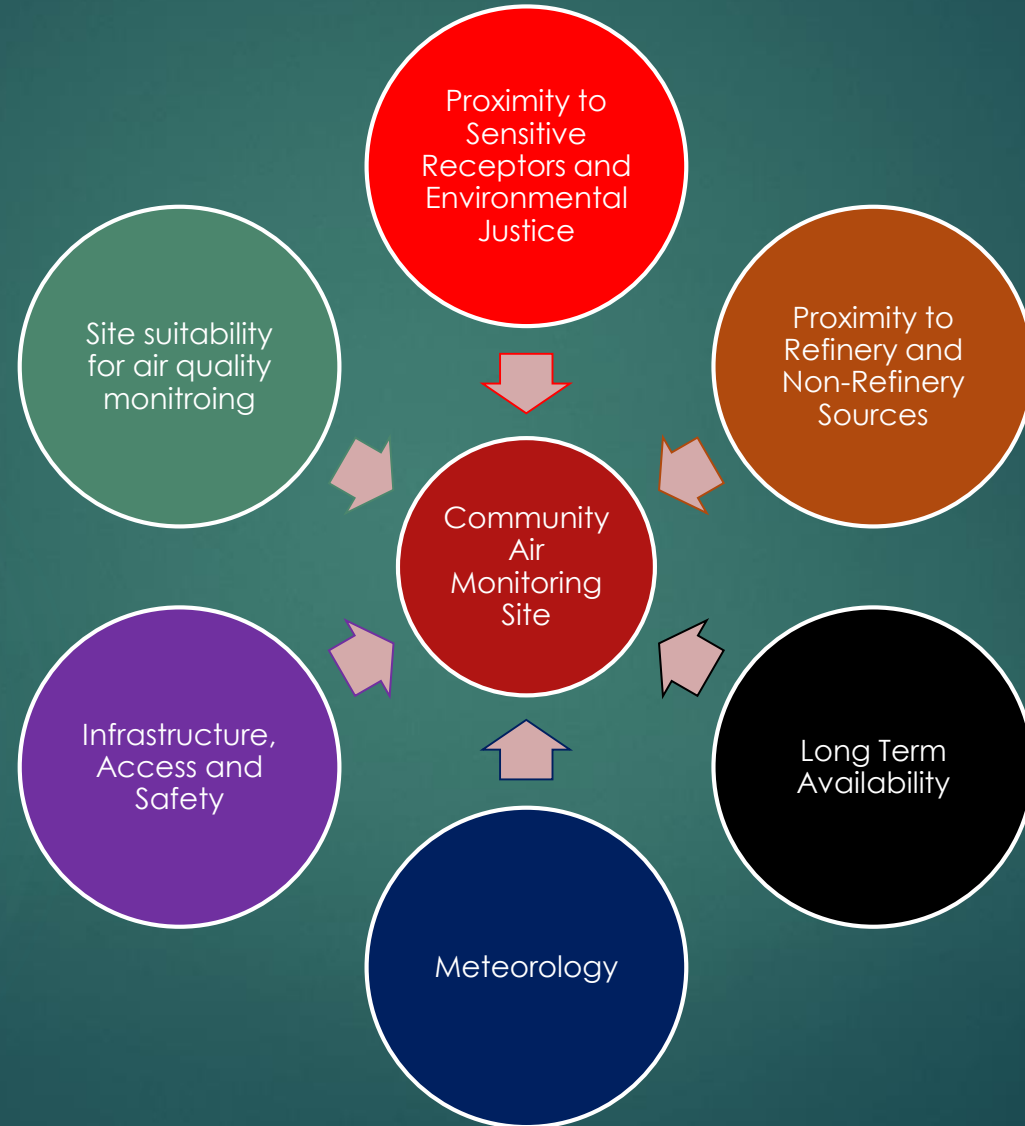 Proximity to
Sensitive
Receptors and
Environmental
Justice
Site suitability
for air quality
monitroing
Proximity to
Refinery and
Non-Refinery
Sources
Community
Air
Monitoring
Site
Infrastructure,
Access and
Safety
Long Term
Availability
Meteorology